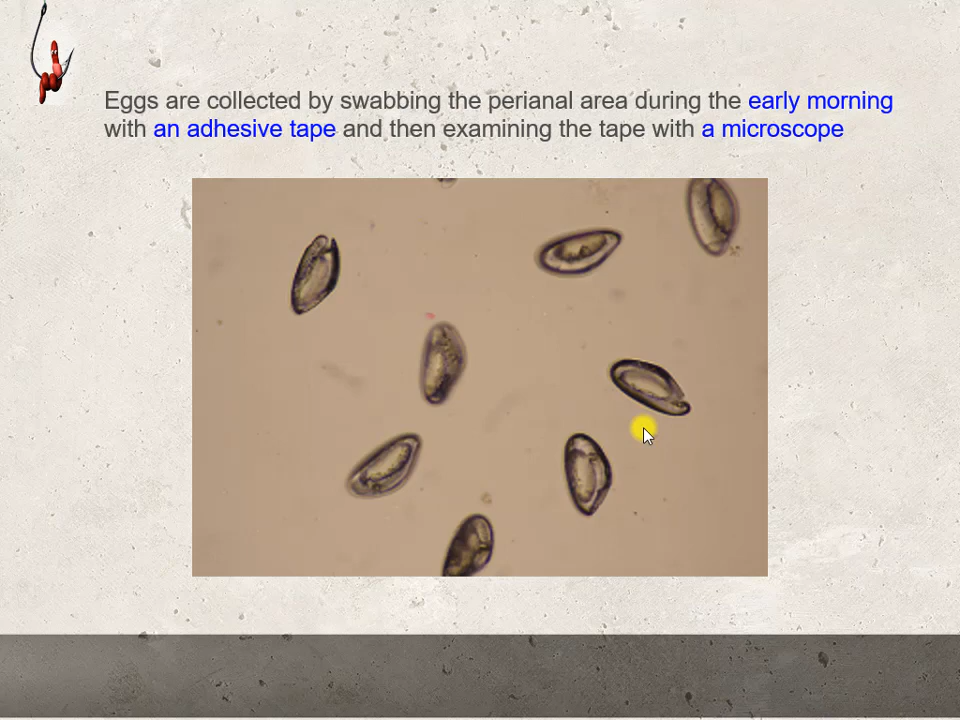 Eggs are collected by swabbing the perianal area during the early morning
with an adhesive tape and then examining the tape with a microscope